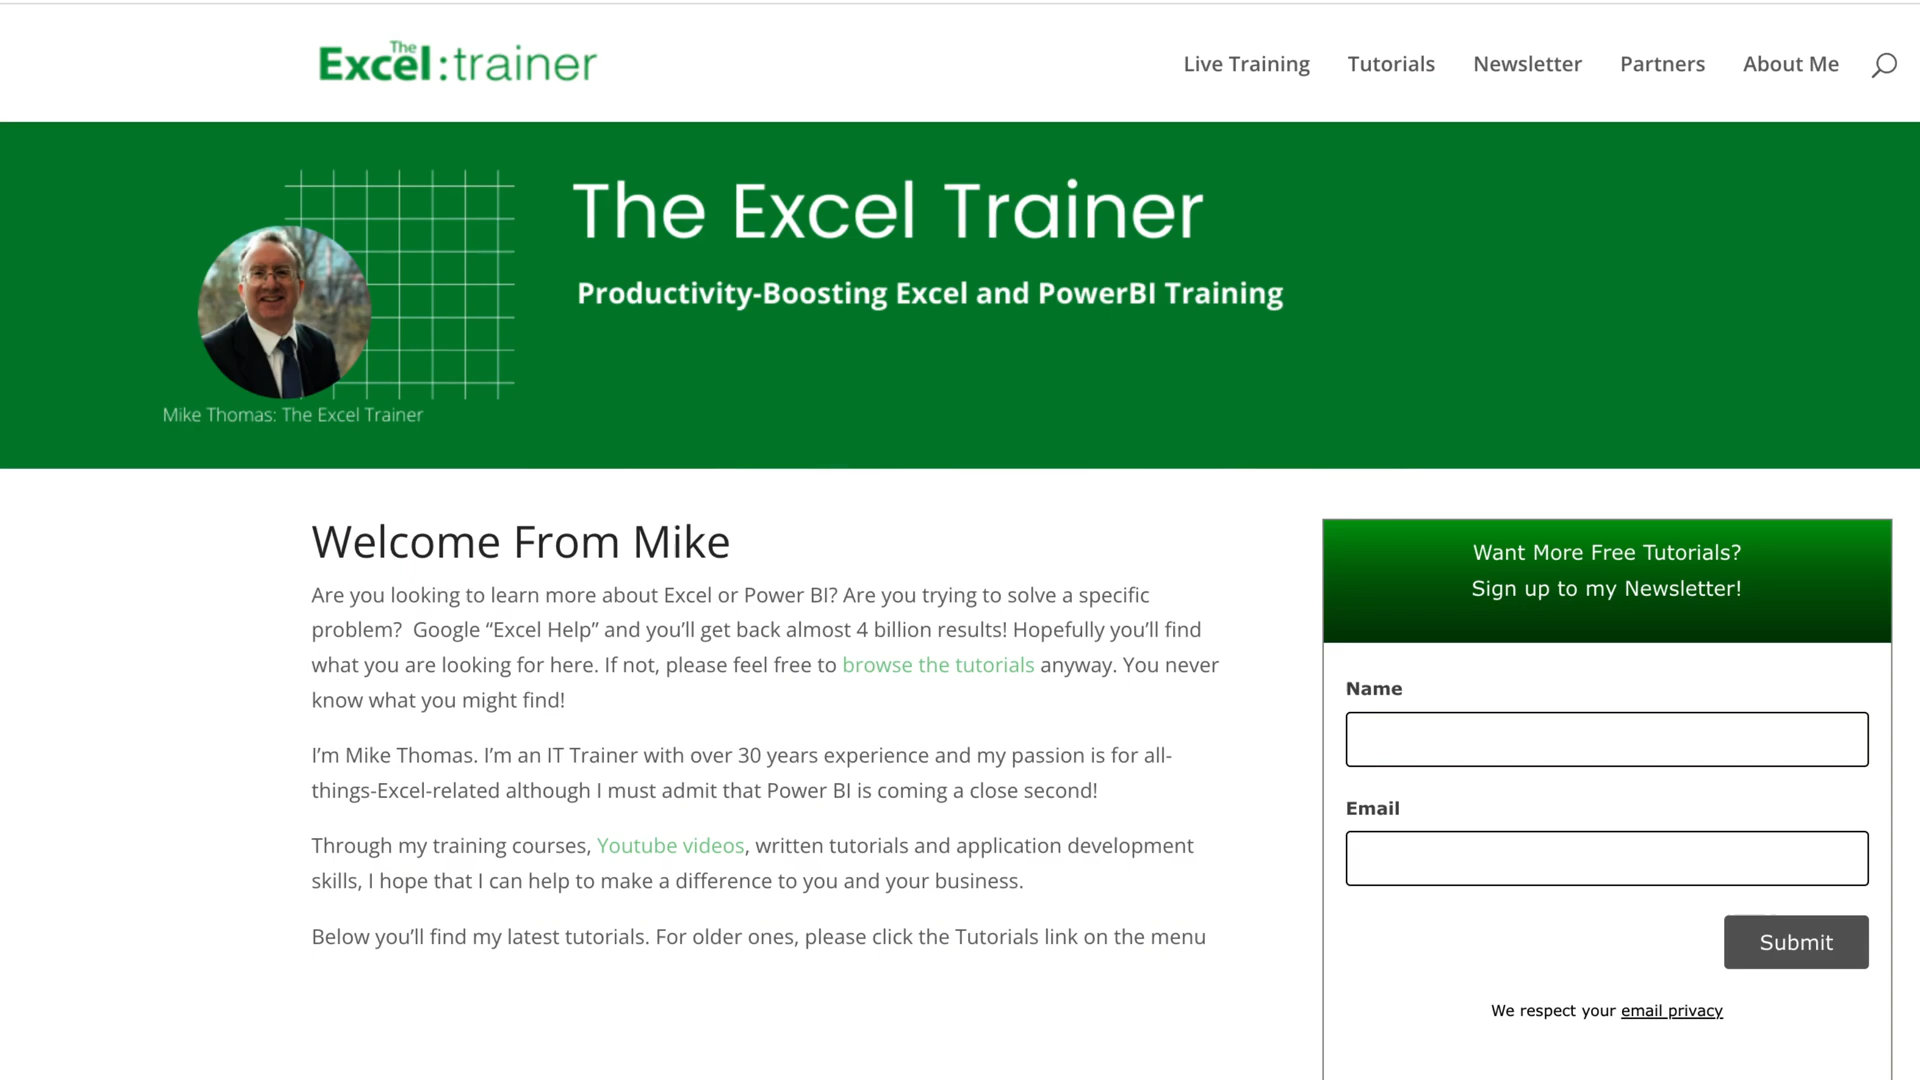 The
Excel:trainer
Live Training
Tutorials
Newsletter
Partners
About Me
The Excel Trainer
Productivity-Boosting Excel and PowerBI Training
Mike Thomas: The Excel Trainer
Welcome From Mike
Are you looking to learn more about Excel or Power BI? Are you trying to solve a specific
problem?  Google “Excel Help” and you’ll get back almost 4 billion results! Hopefully you’ll find
what you are looking for here. If not, please feel free to browse the tutorials anyway. You never
know what you might find!
I’m Mike Thomas. I’m an IT Trainer with over 30 years experience and my passion is for all-
things-Excel-related although I must admit that Power BI is coming a close second!
Through my training courses, Youtube videos, written tutorials and application development
skills, I hope that I can help to make a difference to you and your business.
Below you’ll find my latest tutorials. For older ones, please click the Tutorials link on the menu
Want More Free Tutorials?
Sign up to my Newsletter!
Name
Email
Submit
We respect your email privacy